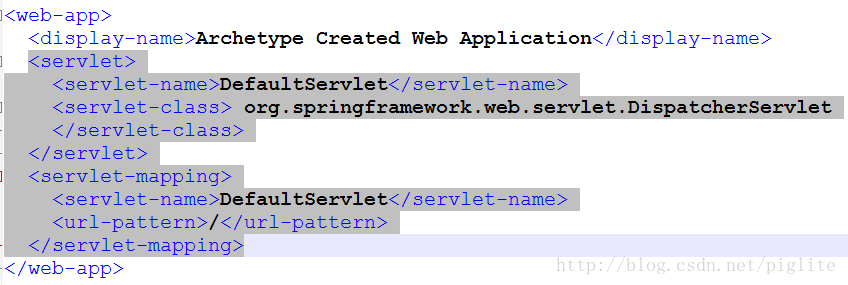 <web-app>
<display-name>Archetype Created Web Application</display-name>
<servlet>
<servlet-name>DefaultServlet</servlet-name>
<servlet-class> org.springframework.web.servlet.DispatcherServlet
</servlet-class>
</servlet>
<servlet-mapping>
<servlet-name>DefaultServlet</servlet-name>
<url-pattern>/</url-pattern>
</servlet-mapping>
</web-app>
http://blog.csdn.net/piglite